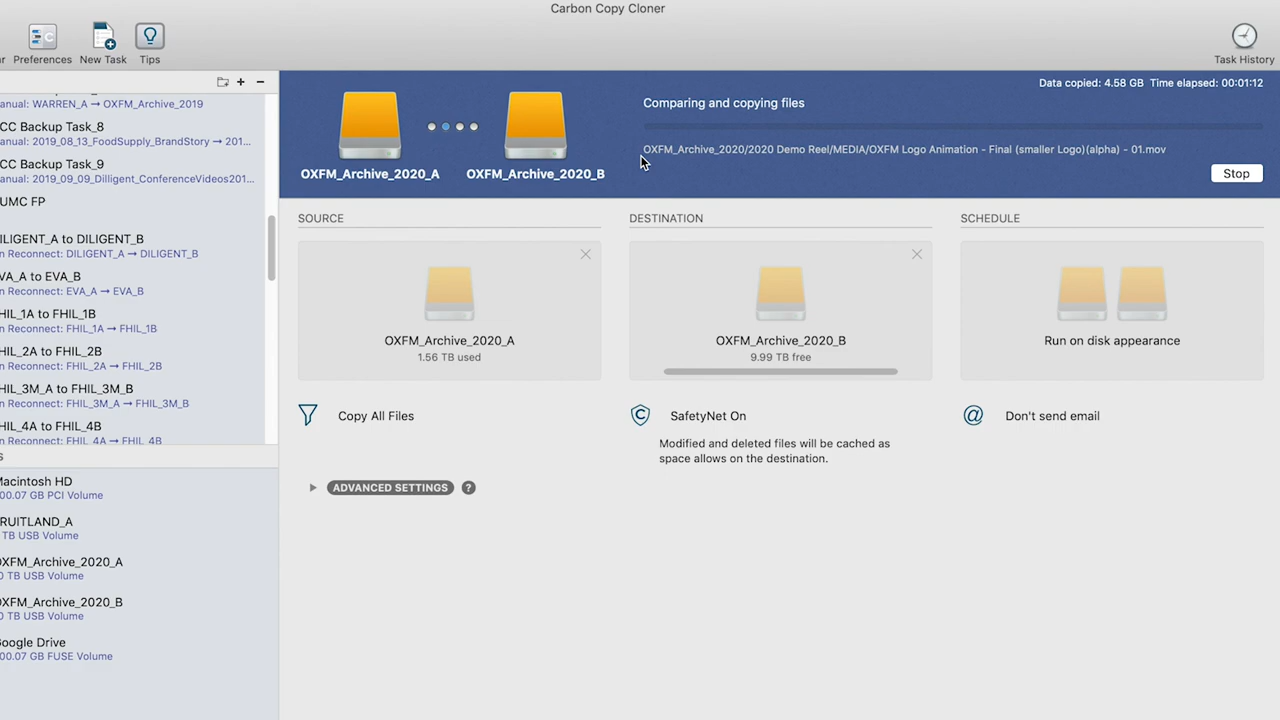 Carbon Copy Cloner
Preferences
New Task
Tips
Task History
anual: WARREN_A → OXFM_Archive_2019
CC Backup Task_8
anual: 2019_08_13_FoodSupply_BrandStory → 201...
CC Backup Task_9
anual: 2019_09_09_Dilligent_ConferenceVideos201...
UMC FP
ILIGENT_A to DILIGENT_B
n Reconnect: DILIGENT_A → DILIGENT_B
VA_A to EVA_B
n Reconnect: EVA_A → EVA_B
HIL_1A to FHIL_1B
n Reconnect: FHIL_1A → FHIL_1B
HIL_2A to FHIL_2B
n Reconnect: FHIL_2A → FHIL_2B
HIL_3M_A to FHIL_3M_B
n Reconnect: FHIL_3M_A → FHIL_3M_B
HIL_4A to FHIL_4B
n Reconnect: FHIL_4A → FHIL_4B
S
Macintosh HD
00.07 GB PCI Volume
RUITLAND_A
TB USB Volume
OXFM_Archive_2020_A
0 TB USB Volume
OXFM_Archive_2020_B
0 TB USB Volume
Google Drive
00.07 GB FUSE Volume
Data copied: 4.58 GB Time elapsed: 00:01:12
Comparing and copying files
OXFM_Archive_2020/2020 Demo Reel/MEDIA/OXFM Logo Animation - Final (smaller Logo)(alpha) - 01.mov
OXFM_Archive_2020_A
OXFM_Archive_2020_B
Stop
SOURCE
OXFM_Archive_2020_A
1.56 TB used
Copy All Files
DESTINATION
OXFM_Archive_2020_B
9.99 TB free
SafetyNet On
Modified and deleted files will be cached as
space allows on the destination.
SCHEDULE
Run on disk appearance
Don't send email
ADVANCED SETTINGS ?